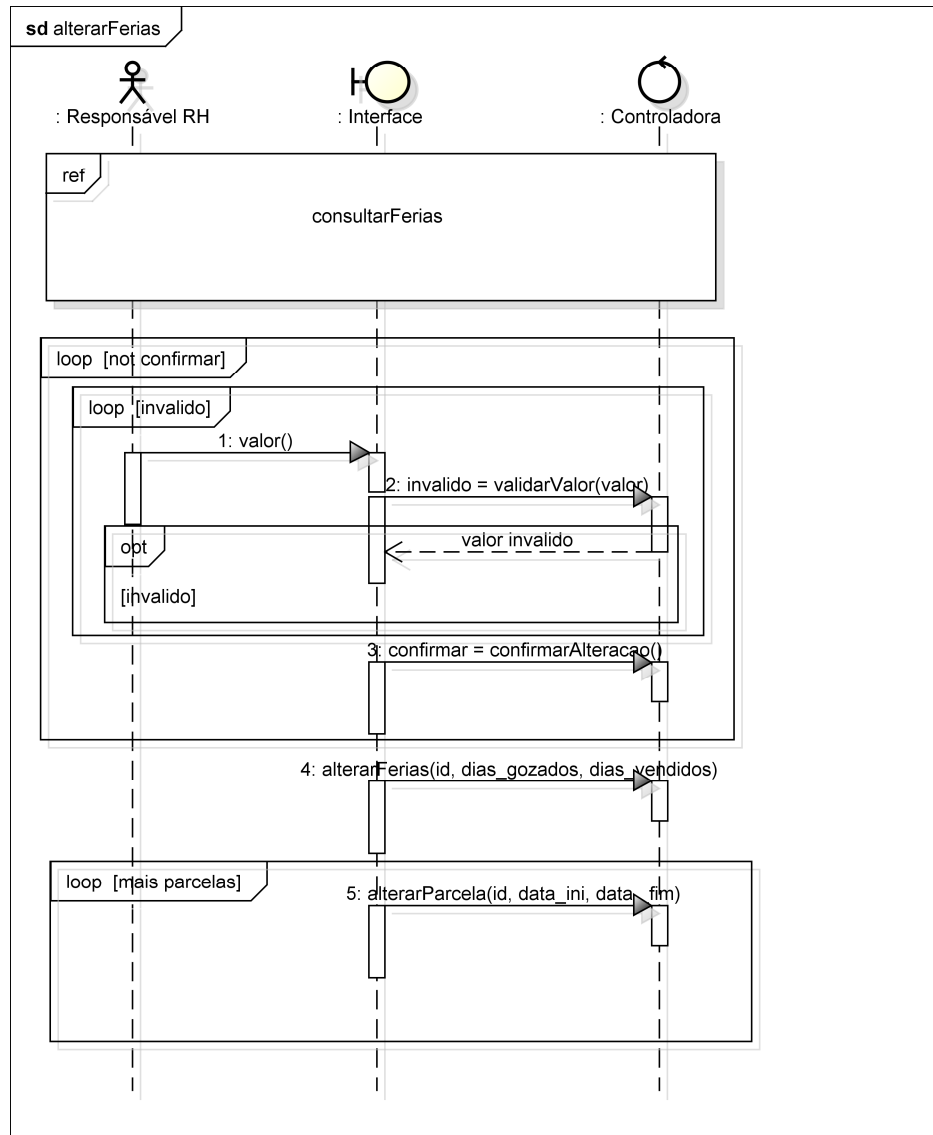 sd alterarFerias
: Responsável RH
: Interface
: Controladora
ref
consultarFerias
loop [not confirmar]
loop [invalido]
1: valor()
2: invalido = validarValor(valor)
opt
valor invalido
[invalido]
3: confirmar = confirmarAlteracao()
4: alterarFerias(id, dias_gozados, dias_vendidos)
loop [mais parcelas]
5: alterarParcela(id, data_ini, data_fim)